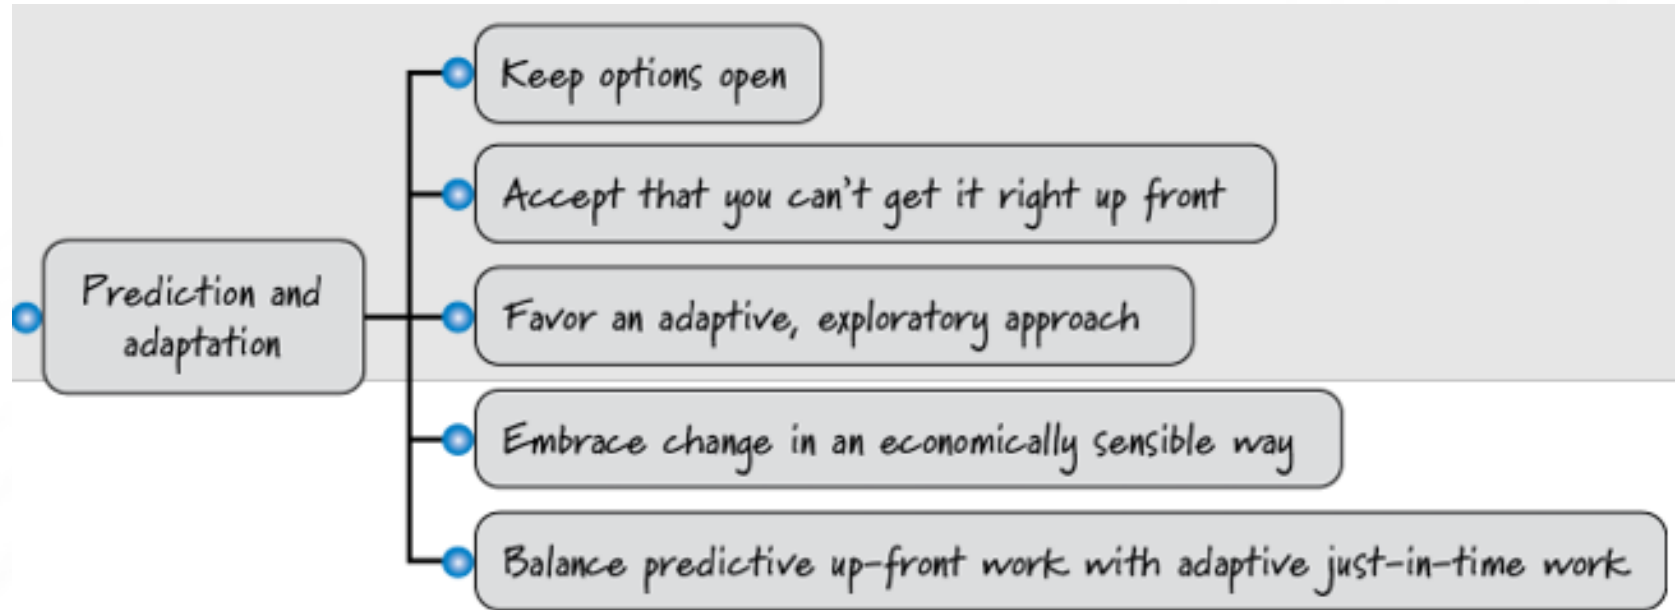 Keep options open
Accept that you can't get it right up front
Prediction and
adaptation
Favor an adaptive, exploratory approach
Embrace change in an economically sensible way
Balance predictive up-front work with adaptive just-in-time work